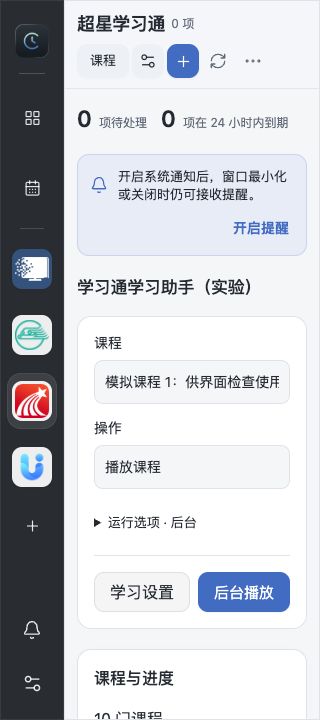 超星学习通 0 项
课程
0 项待处理 0 项在 24 小时内到期
开启系统通知后，窗口最小化
或关闭时仍可接收提醒。
开启提醒
学习通学习助手（实验）
课程
模拟课程 1：供界面检查使用
操作
播放课程
运行选项 · 后台
学习设置 后台播放
课程与进度
10 门课程